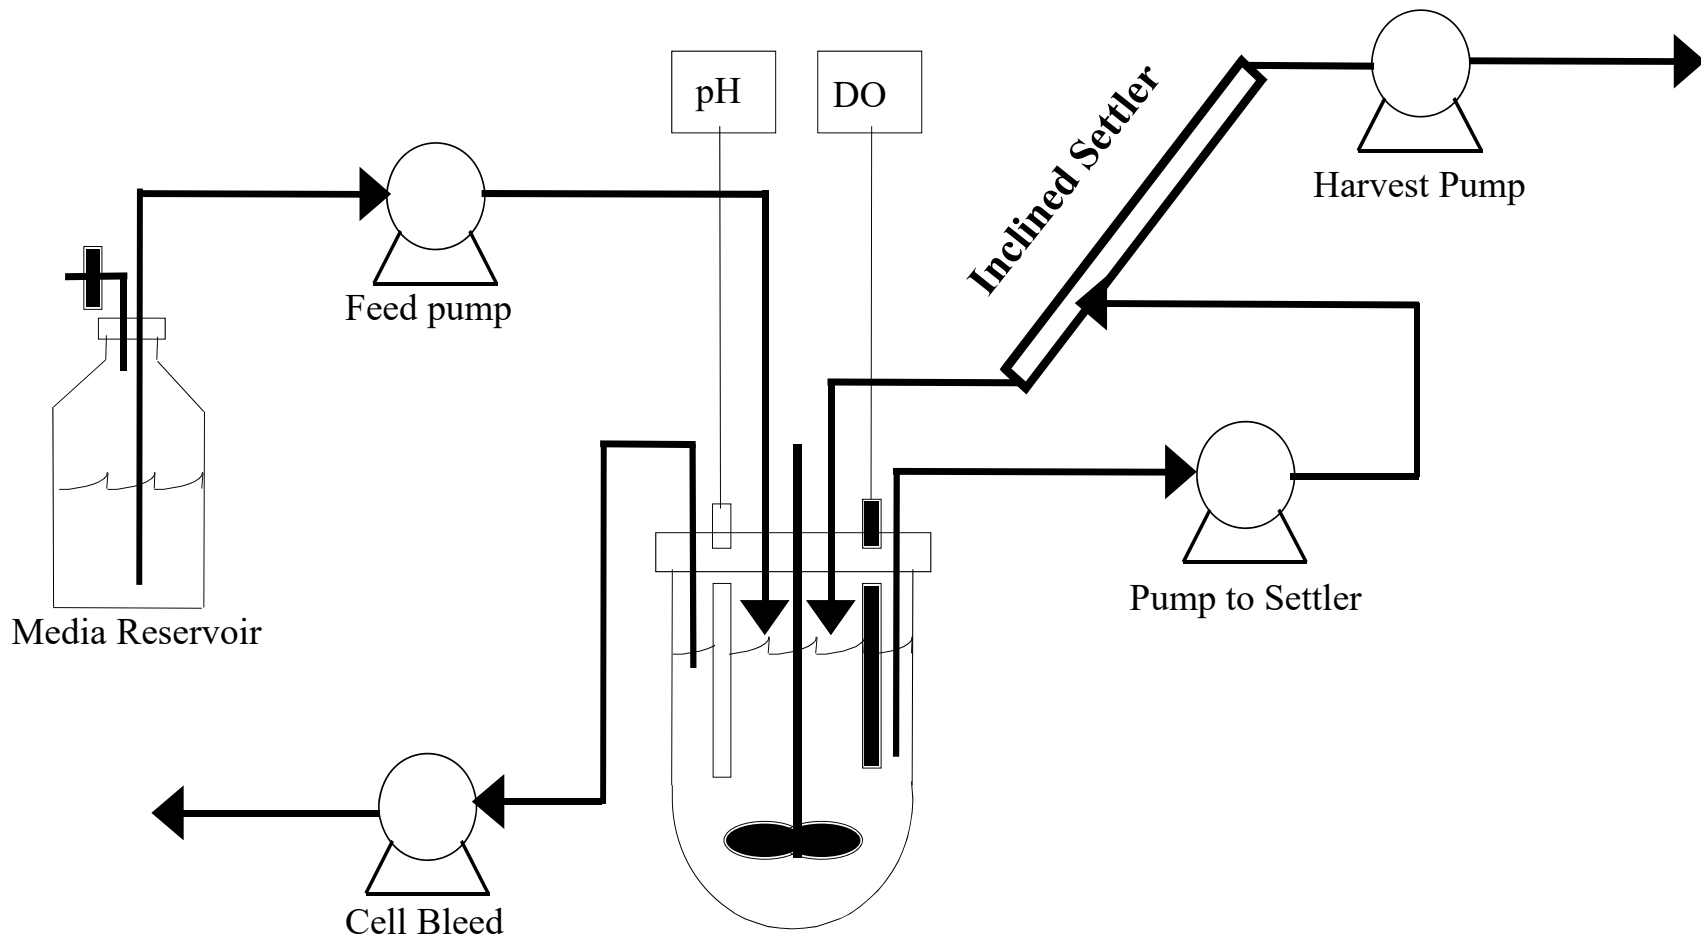 pH
DO
Inclined Settler
Harvest Pump
Feed pump
Pump to Settler
Media Reservoir
Cell Bleed